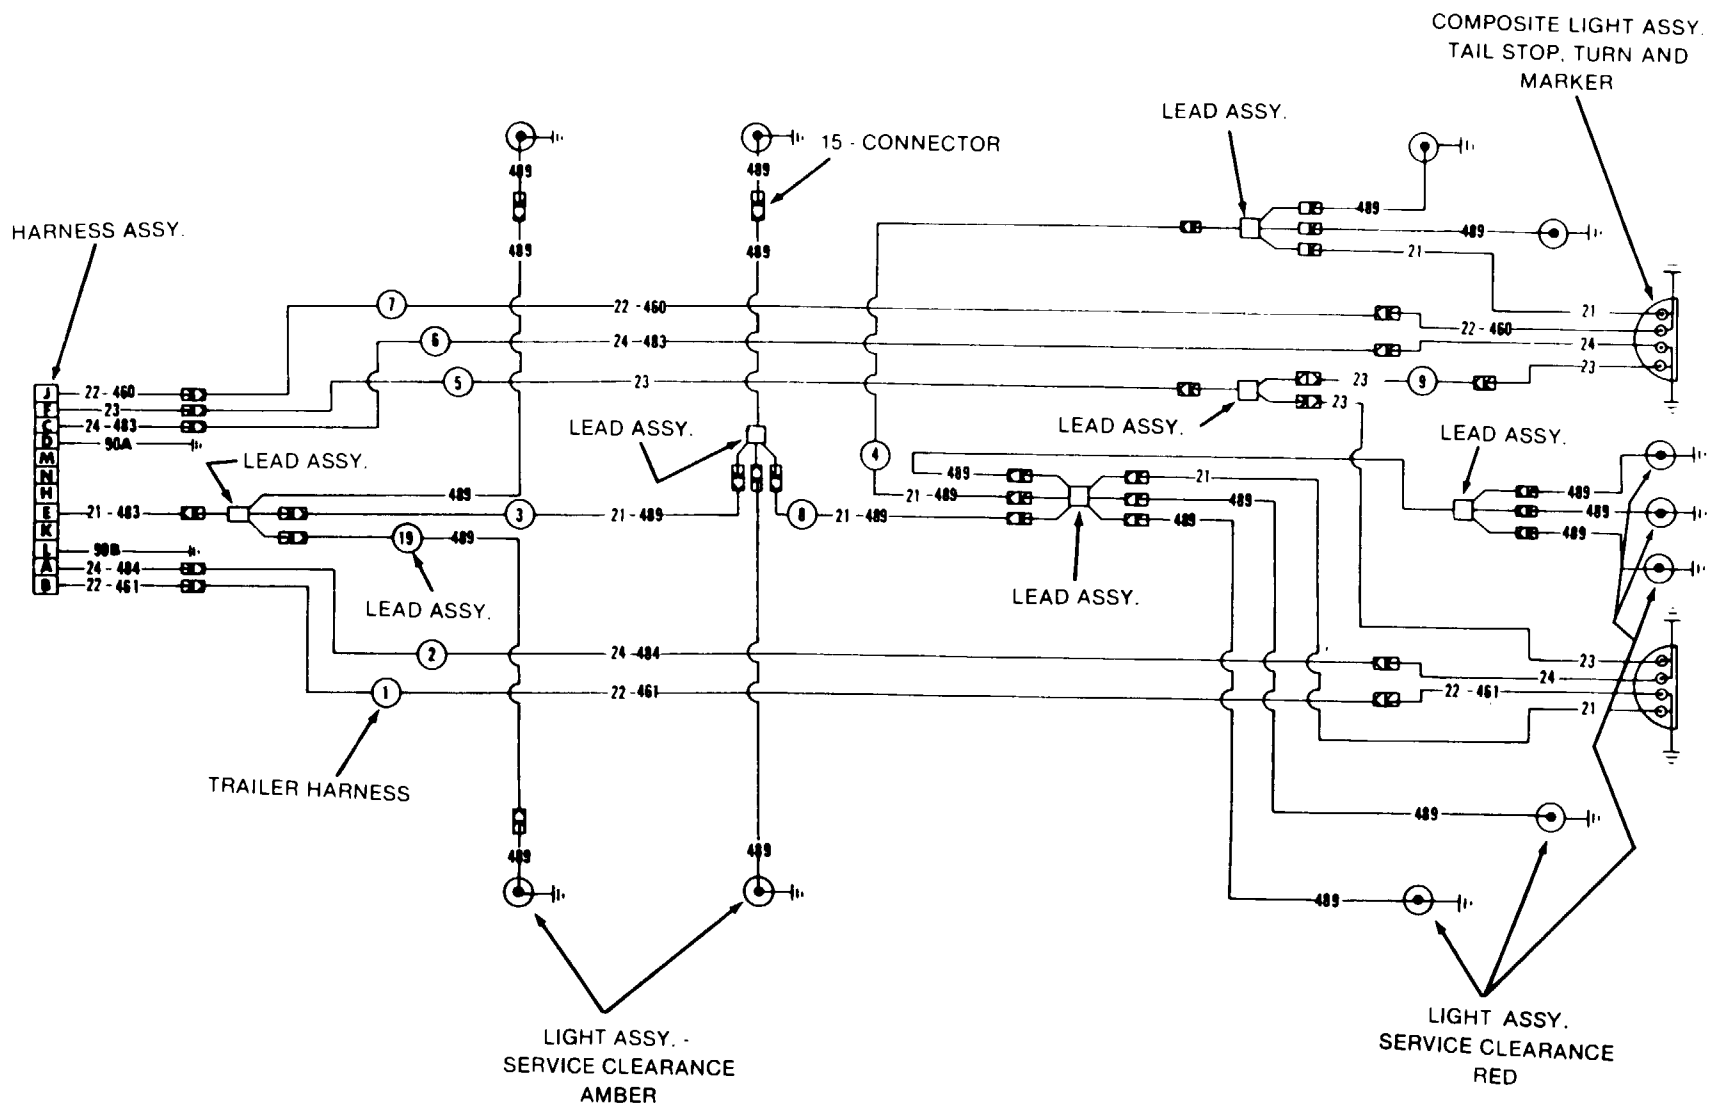 COMPOSITE LIGHT ASSY.
TAIL STOP, TURN AND
MARKER
LEAD ASSY.
15 - CONNECTOR
489
489
HARNESS ASSY.
489
489
489
489
21
7
22 - 460
21
22 - 460
6
24 - 483
24
5
23
23
9
23
23
J
22 - 460
F
23
C
24 - 483
D
90A
M
N
H
E
21 - 483
K
L
90B
A
24 - 484
B
22 - 461
LEAD ASSY.
LEAD ASSY.
LEAD ASSY.
LEAD ASSY.
4
489
489
21
489
21 - 489
489
489
3
21 - 489
8
21 - 489
489
489
19
489
LEAD ASSY.
LEAD ASSY.
2
24 - 484
23
24
1
22 - 461
22 - 461
21
TRAILER HARNESS
489
489
489
489
LIGHT ASSY. -
SERVICE CLEARANCE
AMBER
LIGHT ASSY.
SERVICE CLEARANCE
RED